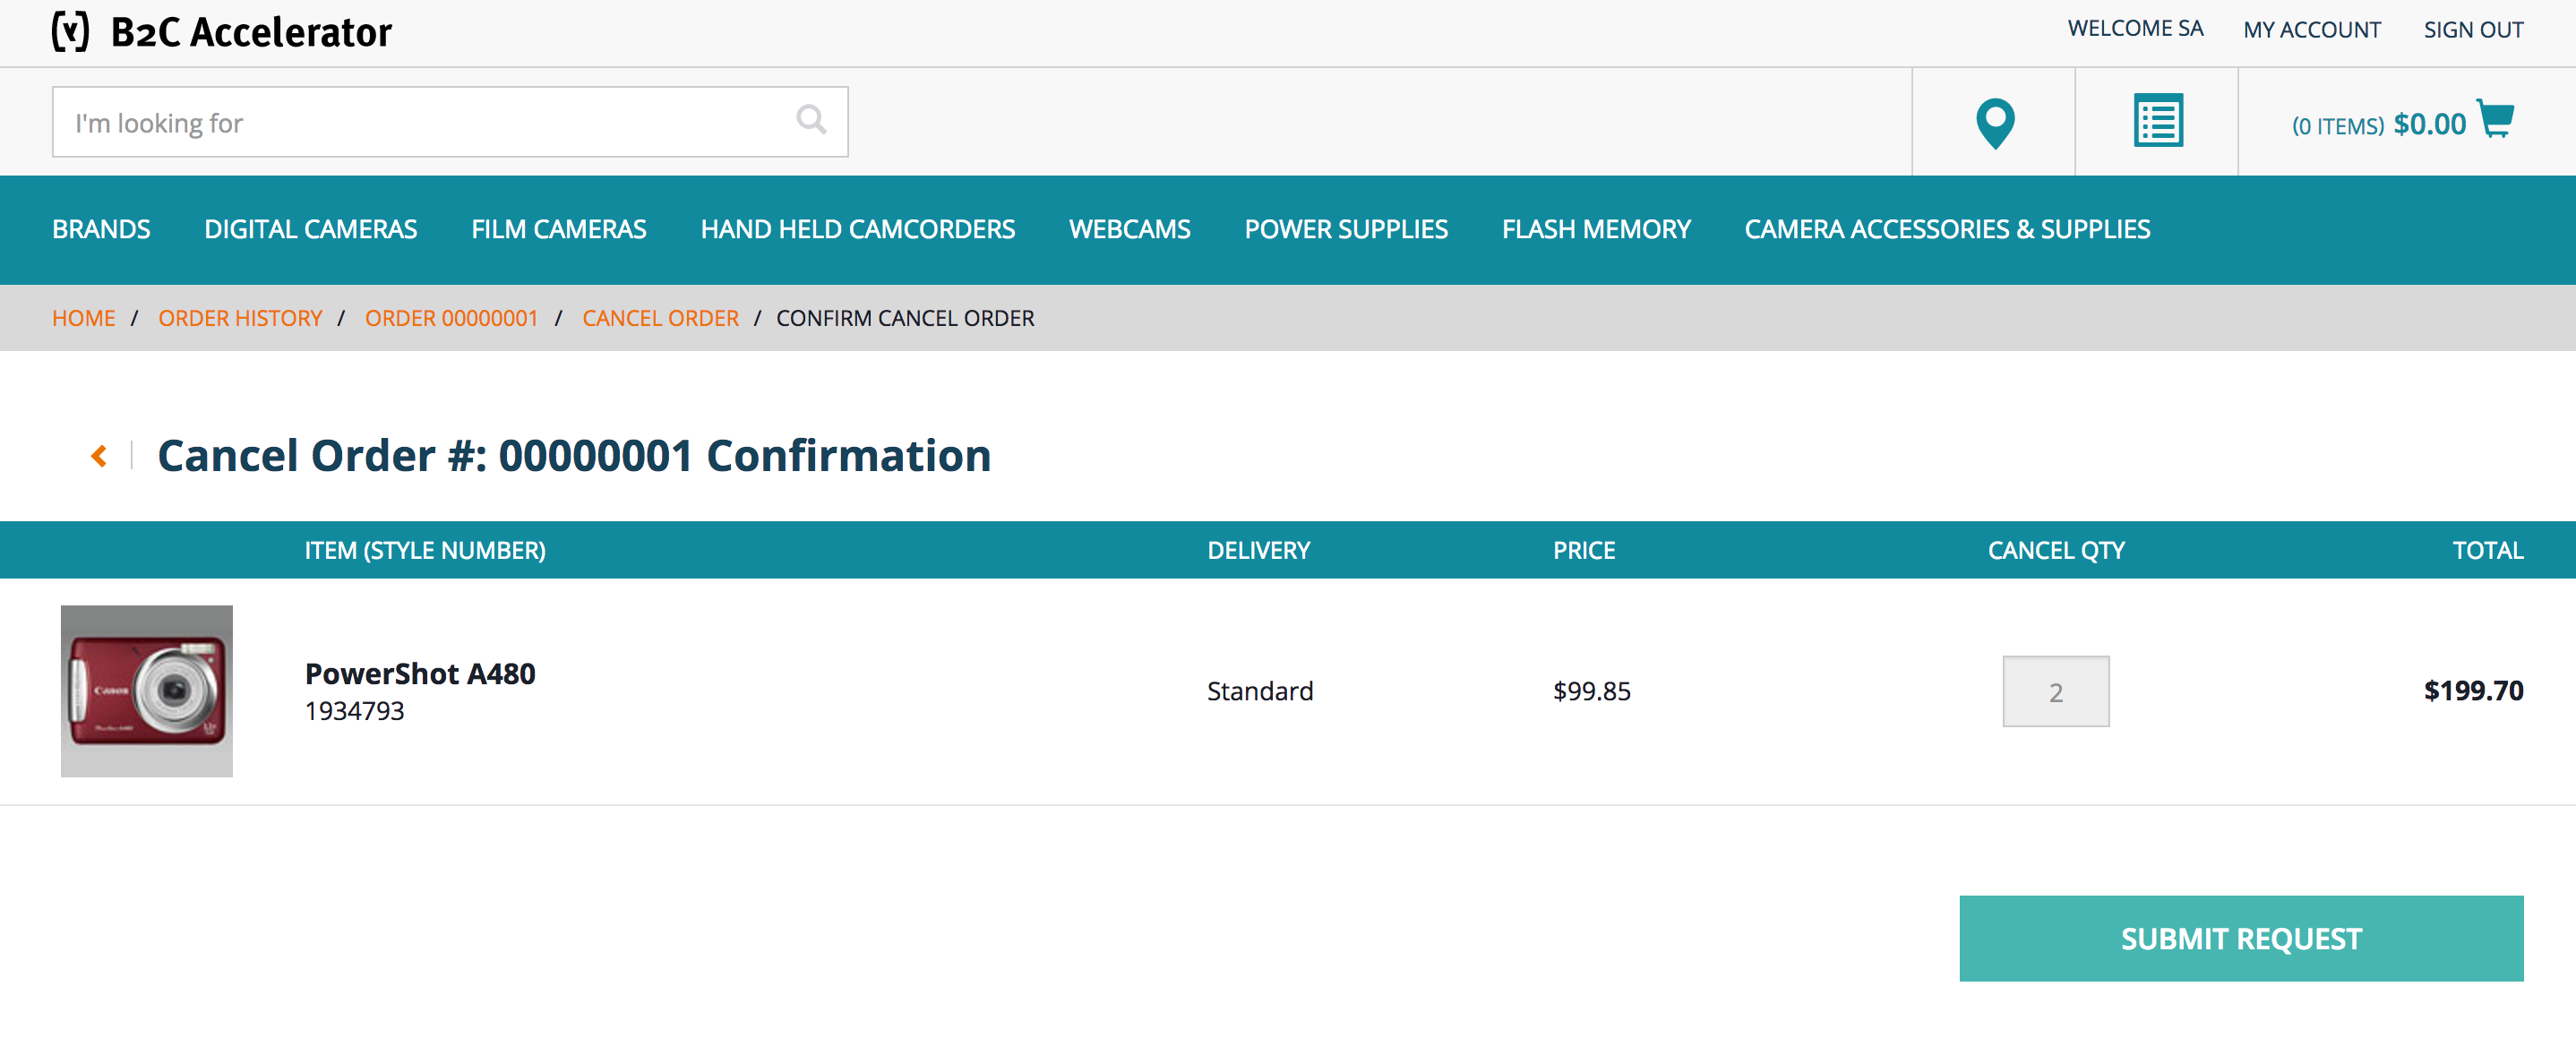 B2C Accelerator
WELCOME SA MY ACCOUNT SIGN OUT
I'm looking for
(0 ITEMS) $0.00
BRANDS DIGITAL CAMERAS FILM CAMERAS HAND HELD CAMCORDERS WEBCAMS POWER SUPPLIES FLASH MEMORY CAMERA ACCESSORIES & SUPPLIES
HOME / ORDER HISTORY / ORDER 00000001 / CANCEL ORDER / CONFIRM CANCEL ORDER
Cancel Order #: 00000001 Confirmation
ITEM (STYLE NUMBER) DELIVERY PRICE CANCEL QTY TOTAL
Canon
PowerShot A480
1934793
Standard $99.85 2 $199.70
SUBMIT REQUEST